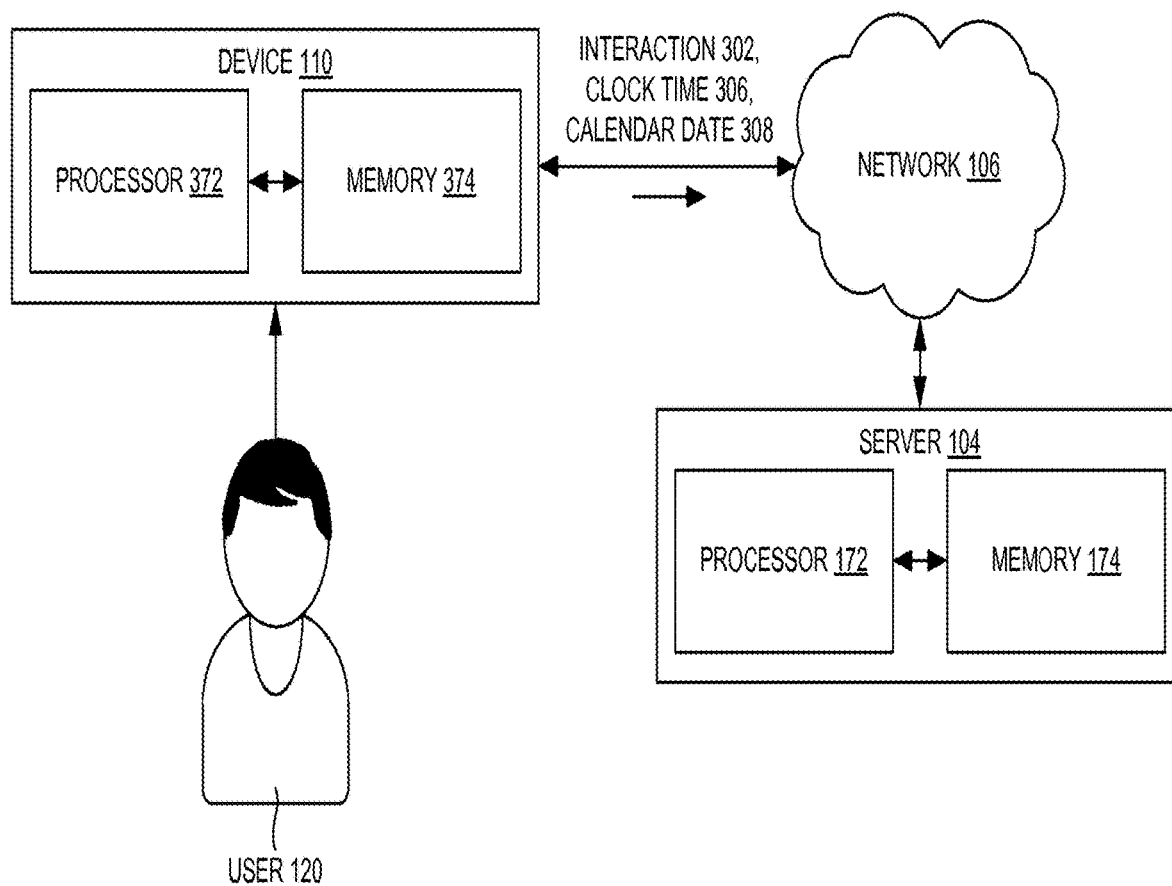 DEVICE 110
PROCESSOR 372
MEMORY 374
INTERACTION 302,
CLOCK TIME 306,
CALENDAR DATE 308
NETWORK 106
SERVER 104
PROCESSOR 172
MEMORY 174
USER 120